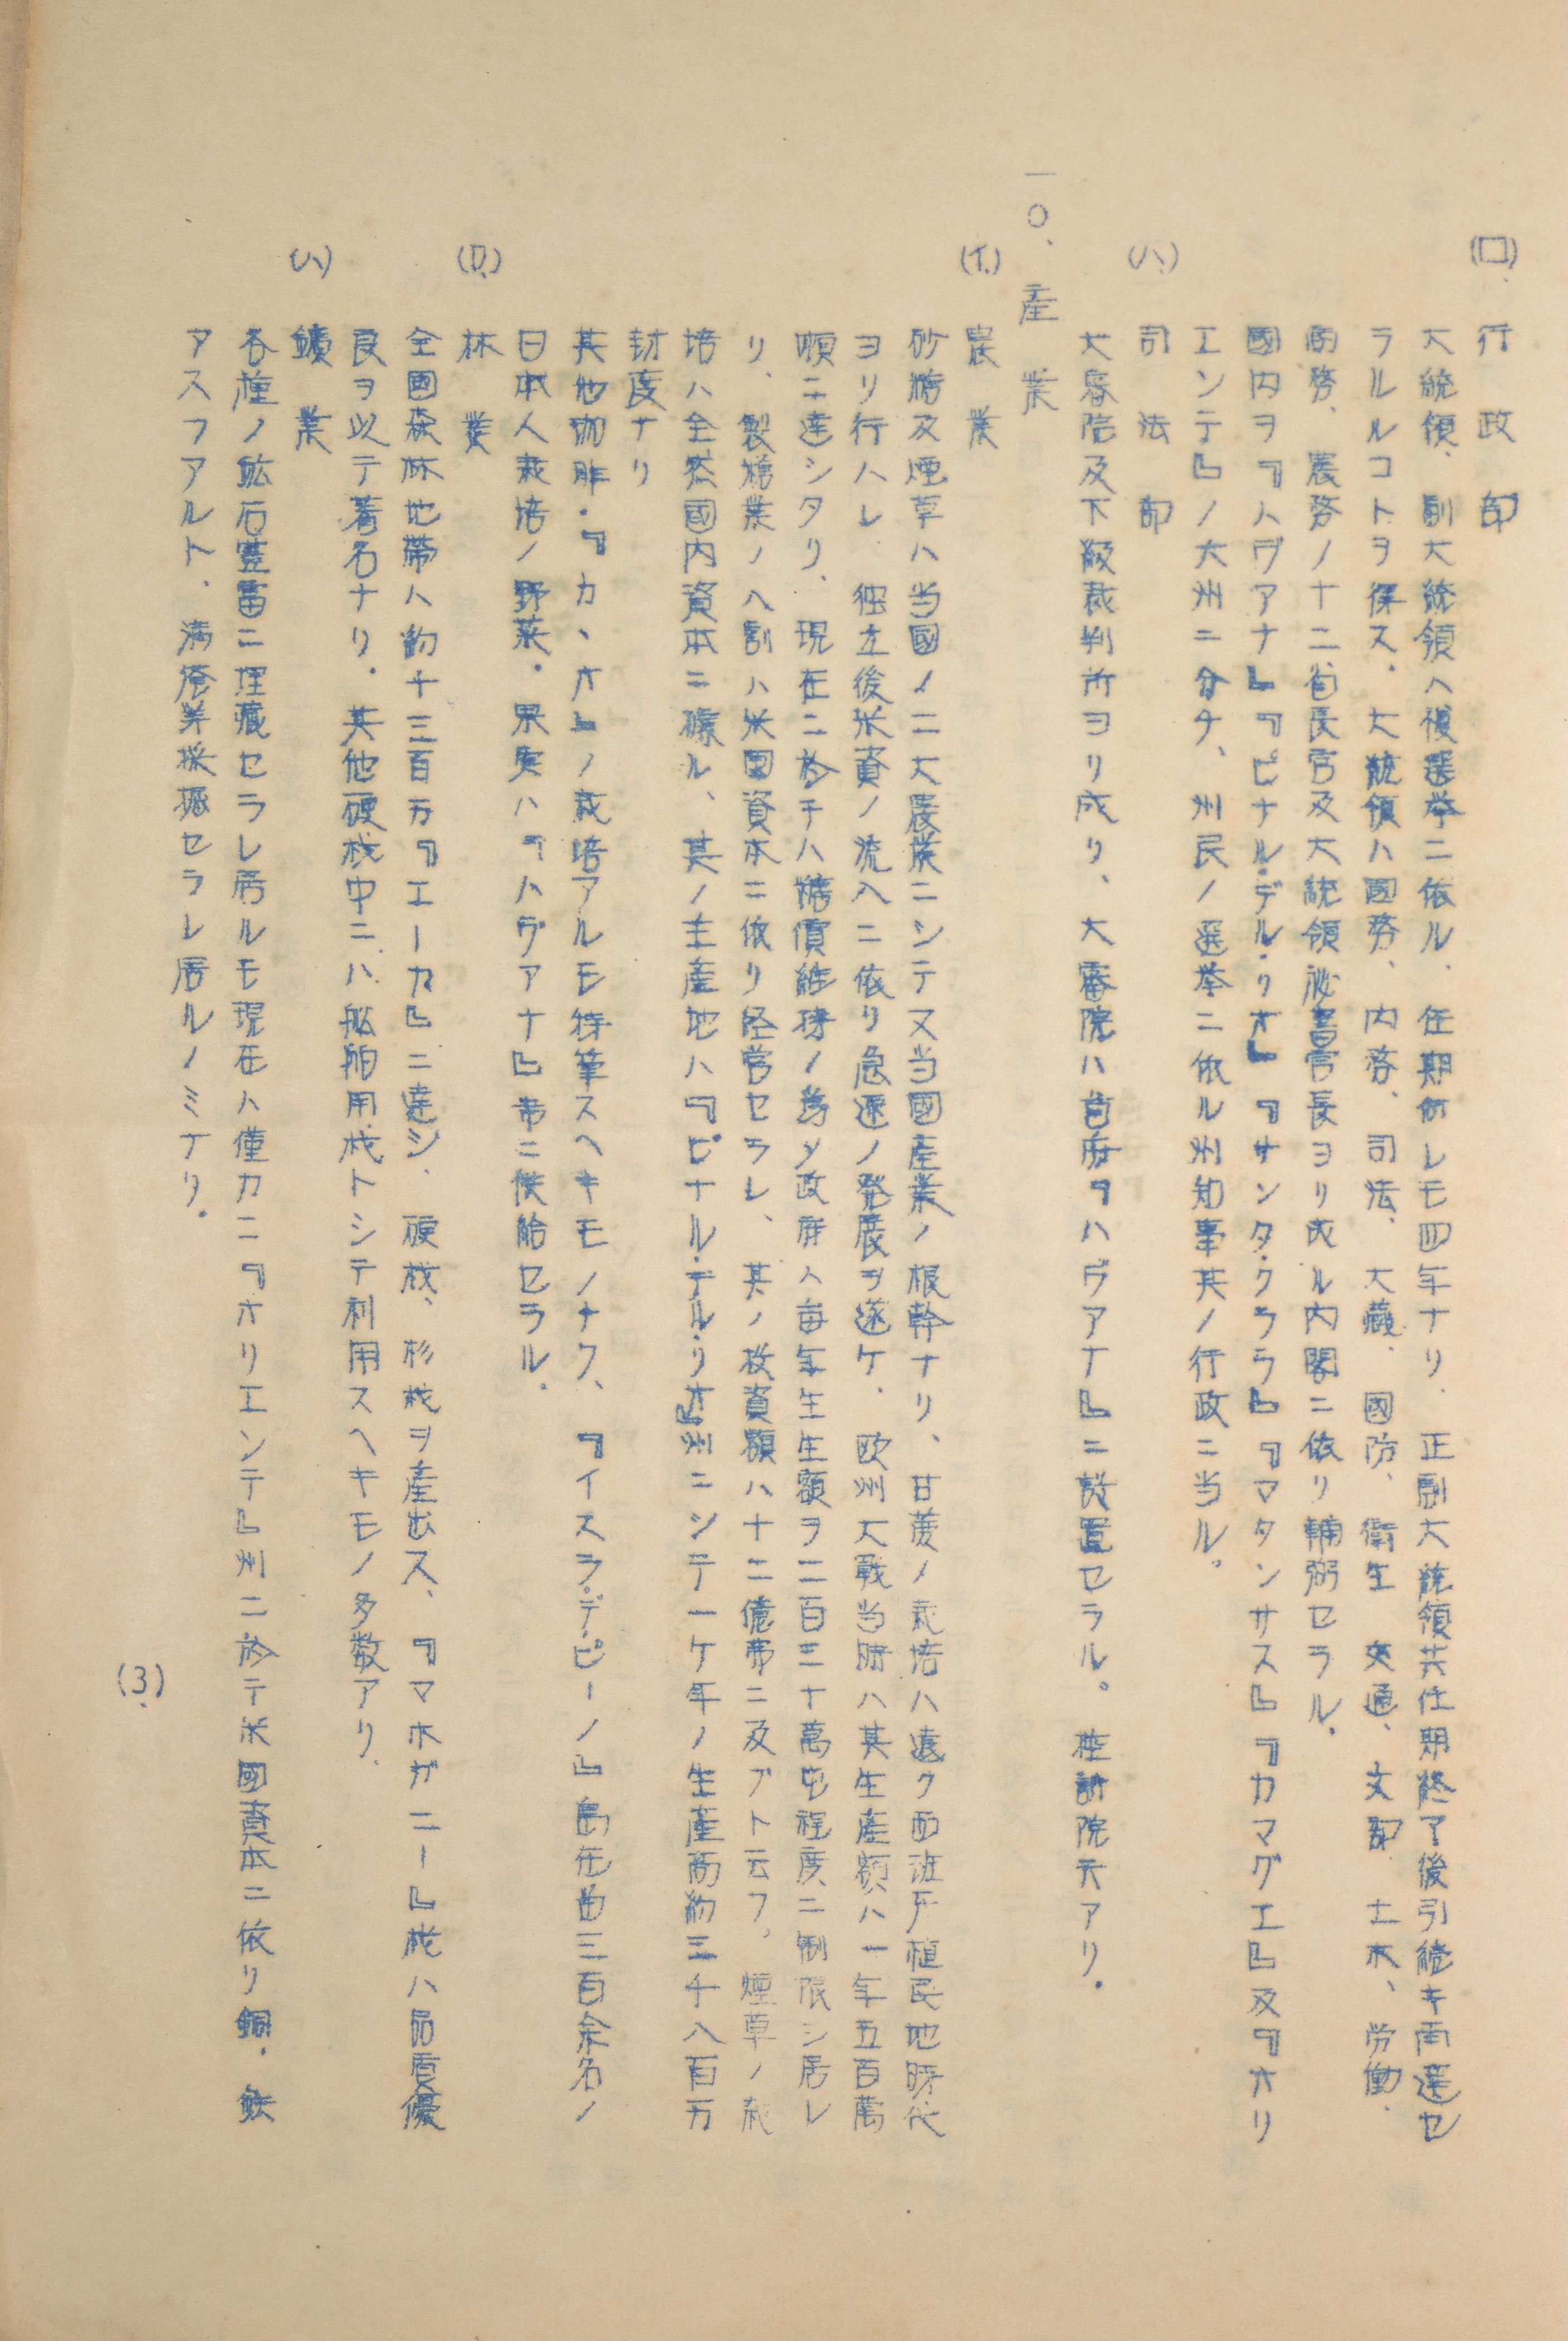 (ロ) 行政部
大統領、副大統領ハ複選挙ニ依ル、任期何レモ四年ナリ、正副大統領共任期終了後引続キ再選セ
ラルルコトヲ得ス、大統領ハ國務、内務、司法、大蔵、國防、衛生、交通、文部、土木、労働、
商務、農務ノ十二省長官及大統領祕書官長ヨリ成ル内閣ニ依リ輔弼セラル、
國内ヲ『ハヴアナ』『ピナル・デル・リオ』『サンタ・クララ』『マタンサス』『カマグエ』及『オリ
エンテ』ノ六州ニ分チ、州民ノ選挙ニ依ル州知事其ノ行政ニ当ル。
(ハ) 司法部
大審院及下級裁判所ヨリ成リ、大審院ハ首府『ハヴアナ』ニ設置セラル。控訴院六アリ。
一〇、産業
(イ) 農業
砂糖及煙草ハ当國ノ二大農業ニシテ又当國産業ノ根幹ナリ、甘蔗ノ栽培ハ遠ク西班牙植民地時代
ヨリ行ハレ、独立後米資ノ流入ニ依リ急速ノ発展ヲ遂ケ、欧州大戦当時ハ其生産額ハ一年五百萬
順ニ達シタリ、現在ニ於テハ糖價維持ノ為メ政府ハ毎年生生額ヲ二百三十萬屯程度ニ制限シ居レ
リ、製糖業ノ八割ハ米國資本ニ依リ経営セラレ、其ノ投資額ハ十二億弗ニ及ブト云フ。煙草ノ栽
培ハ全然國内資本ニ據ル、其ノ主産地ハ『ピナル・デル・リオ』州ニシテ一ケ年ノ生産高約三千八百万
封度ナリ
其他珈琲・『カヽオ』ノ栽培アルモ特筆スヘキモノナク、『イスラ・デ・ピーノ』島在留三百余名ノ
日本人栽培ノ野菜・果実ハ『ハヴアナ』市ニ供給セラル、
(ロ) 林業
全國森林地帯ハ約十三百万『エーカ』ニ達シ、硬材、杉材ヲ産出ス、『マホガニー』材ハ品質優
良ヲ以テ著名ナリ。其他硬材中ニハ船舶用材トシテ利用スヘキモノ多数アリ、
(ハ) 鑛業
各種ノ鉱石豊富ニ埋藏セラレ居ルモ現在ハ僅カニ『オリエンテ』州ニ於テ米國資本ニ依リ銅・鉄
アスフアルト、満俺等採掘セラレ居ルノミナリ。
(3)